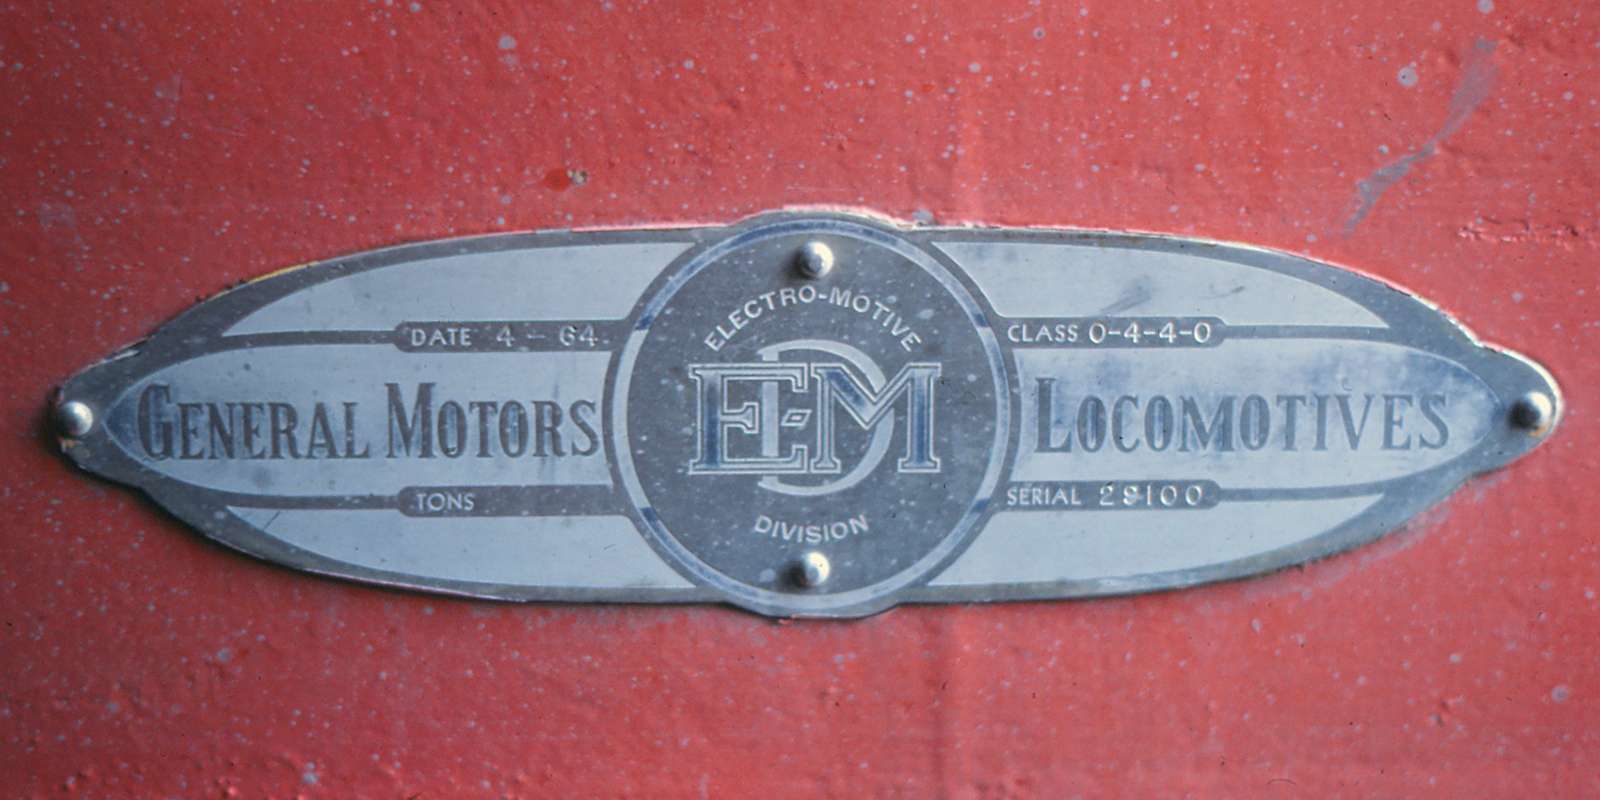 DATE 4-64
CLASS 0-4-4-0
ELECTRO-MOTIVE
GENERAL MOTORS
EMD
LOCOMOTIVES
TONS
SERIAL 29100
DIVISION